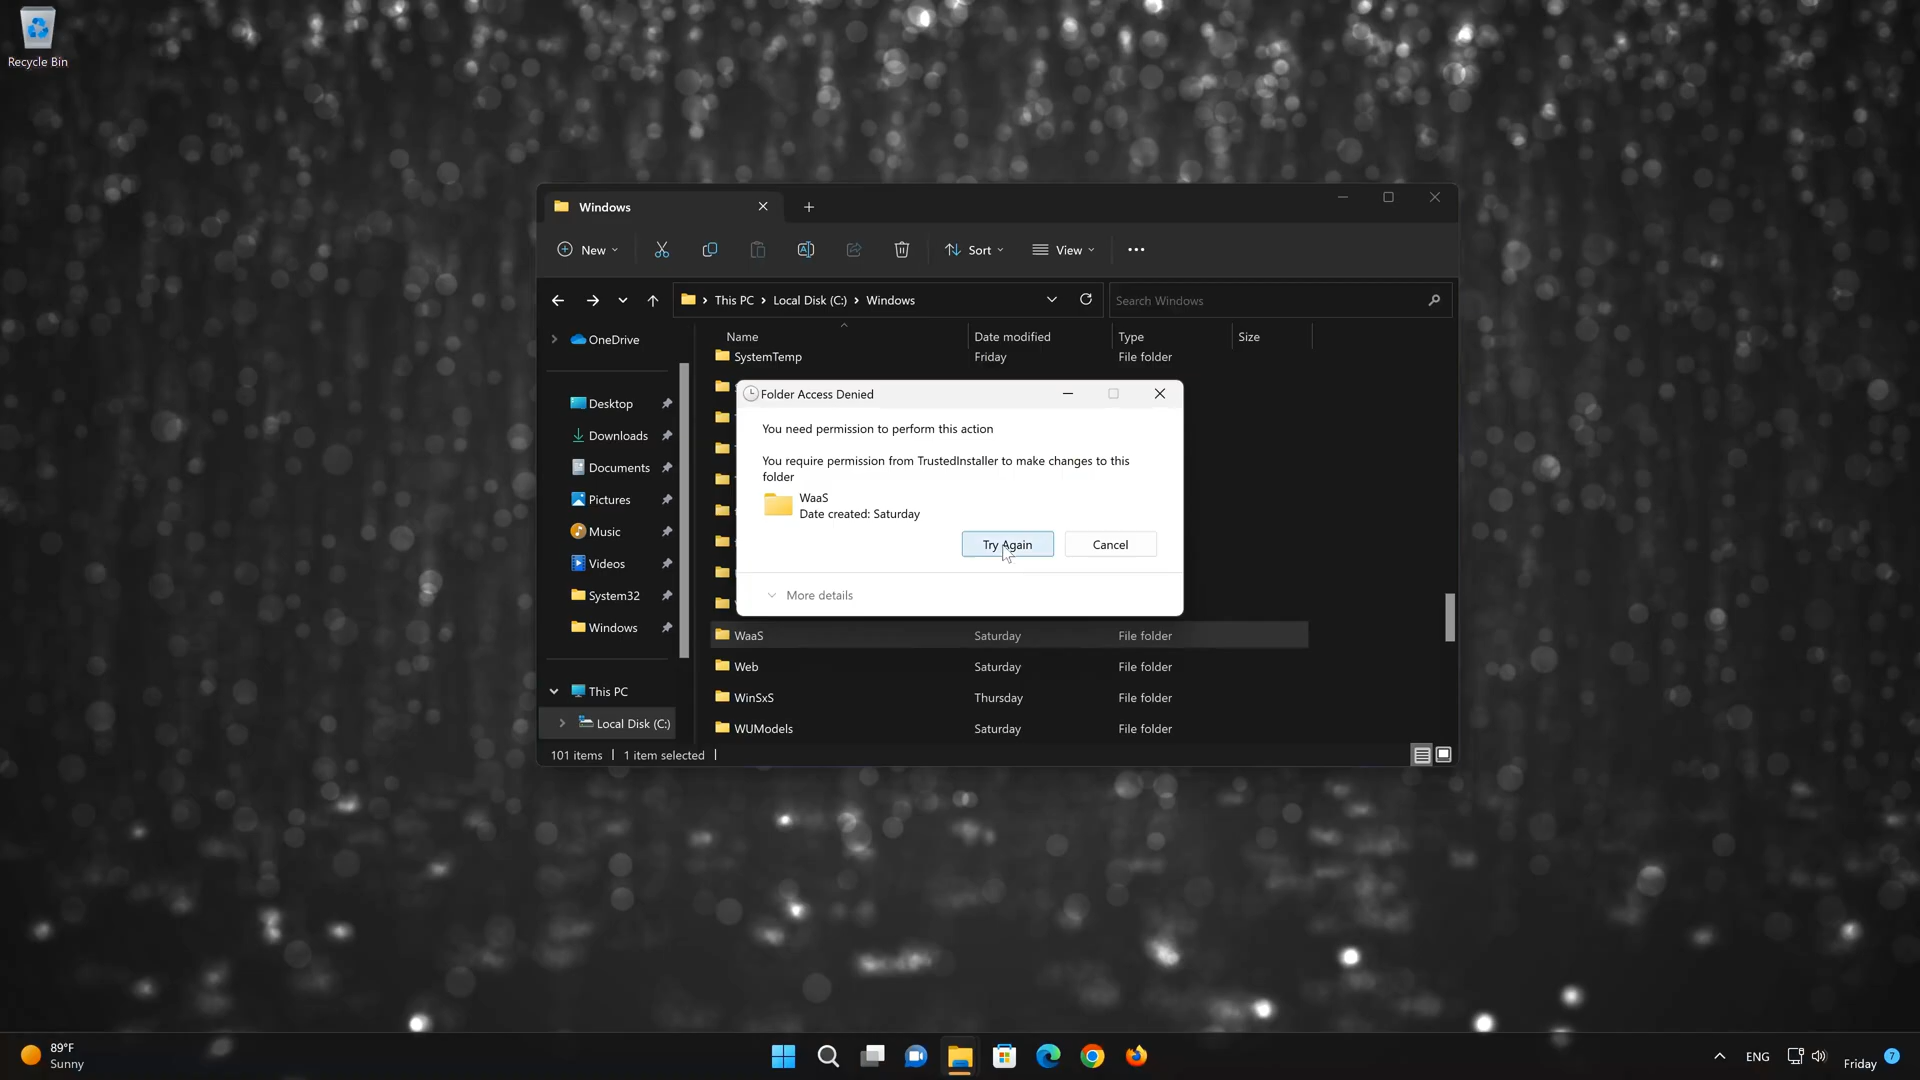 Recycle Bin
Windows
New
Sort
View
This PC
Local Disk (C:)
Windows
Search Windows
Name
Date modified
Type
Size
OneDrive
Desktop
Downloads
Documents
Pictures
Music
Videos
System32
Windows
This PC
Local Disk (C:)
SystemTemp
Friday
File folder
Folder Access Denied
You need permission to perform this action
You require permission from TrustedInstaller to make changes to this
folder
WaaS
Date created: Saturday
Try Again
Cancel
More details
WaaS
Saturday
File folder
Web
Saturday
File folder
WinSxS
Thursday
File folder
WUModels
Saturday
File folder
101 items
1 item selected
89°F
Sunny
ENG
Friday
7